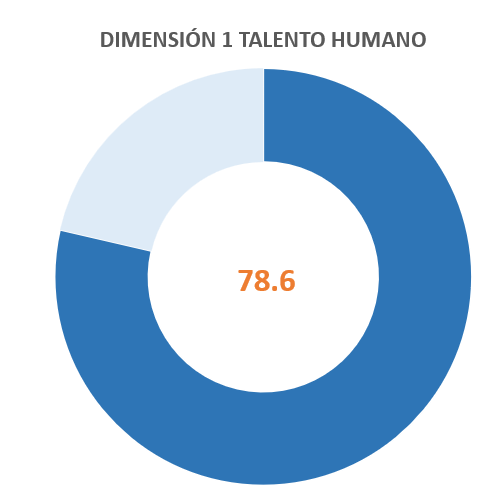 DIMENSIÓN 1 TALENTO HUMANO
78.6